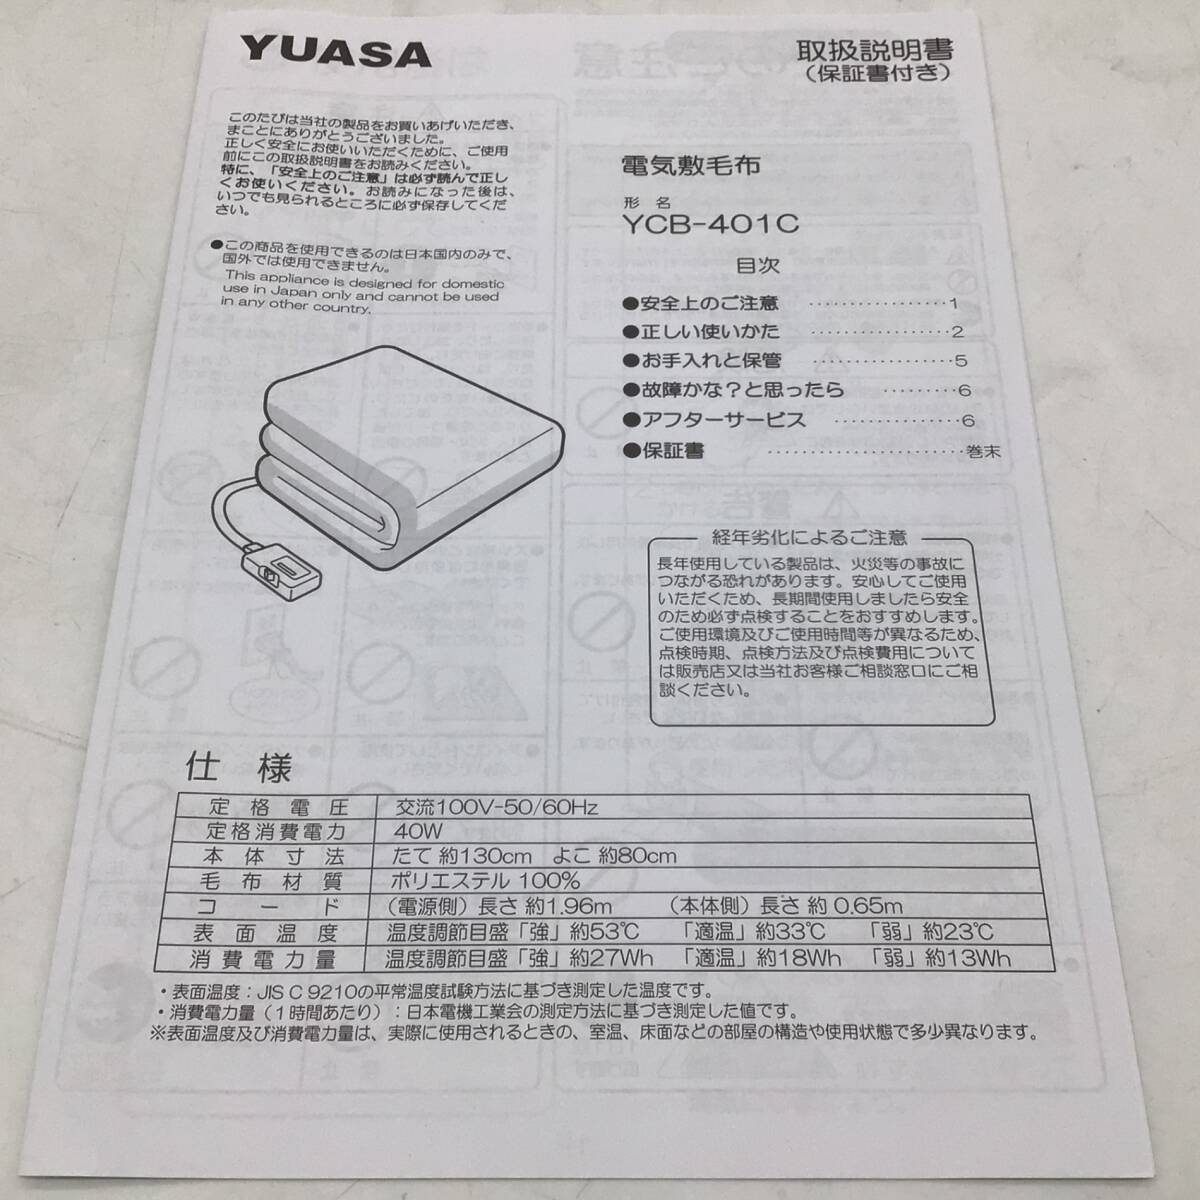 YUASA
取扱説明書
（保証書付き）
このたびは当社の製品をお買いあげいただき、
まことにありがとうございました。
正しく安全にお使いいただくために、ご使用
前にこの取扱説明書をお読みください。
特に、「安全上のご注意」は必ず読んで正し
くお使いください。お読みになった後は、
いつでも見られるところに必ず保存してくだ
さい。
●この商品を使用できるのは日本国内のみで、
国外では使用できません。
This appliance is designed for domestic
use in Japan only and cannot be used
in any other country.
電気敷毛布
形 名
YCB-401C
目次
●安全上のご注意 ‥‥‥‥‥‥‥‥1
●正しい使いかた ‥‥‥‥‥‥‥‥2
●お手入れと保管 ‥‥‥‥‥‥‥‥5
●故障かな？と思ったら ‥‥‥‥6
●アフターサービス ‥‥‥‥‥‥‥6
●保証書 ‥‥‥‥‥‥‥‥‥‥‥巻末
経年劣化によるご注意
長年使用している製品は、火災等の事故に
つながる恐れがあります。安心してご使用
いただくため、長期間使用しましたら安全
のため必ず点検することをおすすめします。
ご使用環境及びご使用時間等が異なるため、
点検時期、点検方法及び点検費用について
は販売店又は当社お客様ご相談窓口にご相
談ください。
仕 様
定格電圧 交流100V-50/60Hz
定格消費電力 40W
本体寸法 たて 約130cm よこ 約80cm
毛布材質 ポリエステル 100%
コード （電源側）長さ 約1.96m （本体側）長さ 約 0.65m
表面温度 温度調節目盛「強」約53℃ 「適温」約33℃ 「弱」約23℃
消費電力量 温度調節目盛「強」約27Wh 「適温」約18Wh 「弱」約13Wh
・表面温度：JIS C 9210の平常温度試験方法に基づき測定した温度です。
・消費電力量（１時間あたり）：日本電機工業会の測定方法に基づき測定した値です。
※表面温度及び消費電力量は、実際に使用されるときの、室温、床面などの部屋の構造や使用状態で多少異なります。